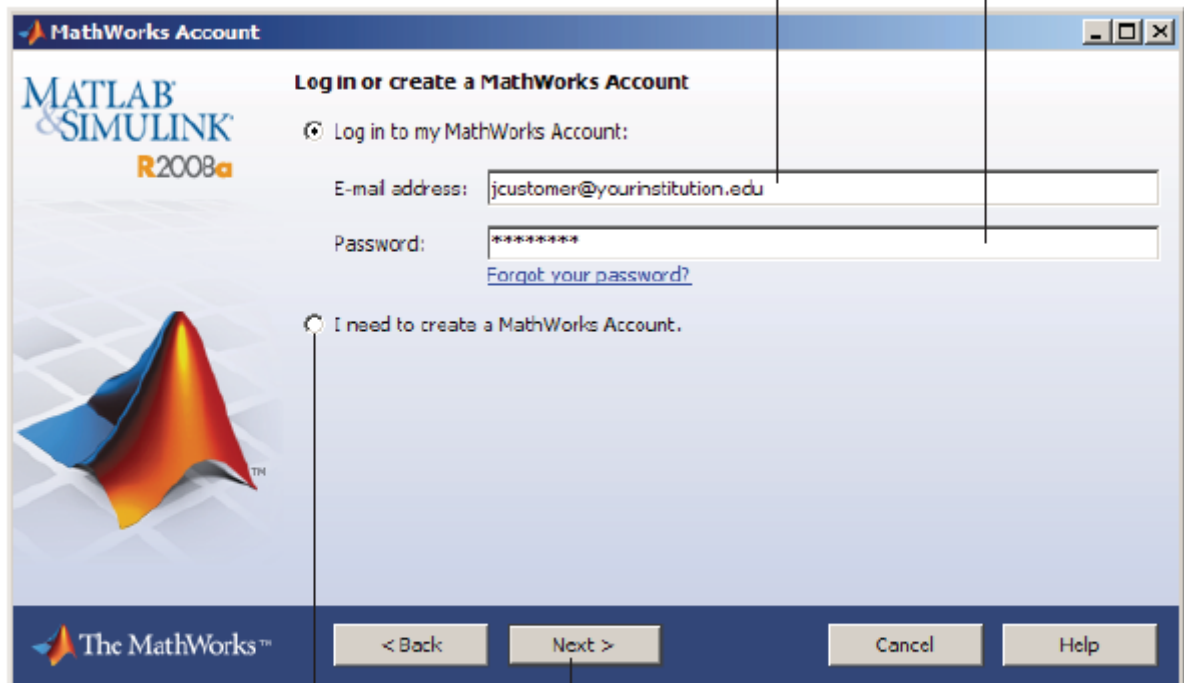 MathWorks Account
MATLAB
&SIMULINK
R2008a
Log in or create a MathWorks Account
Log in to my MathWorks Account:
E-mail address: jcustomer@yourinstitution.edu
Password: ********
Forgot your password?
I need to create a MathWorks Account.
TM
The MathWorks™
< Back
Next >
Cancel
Help